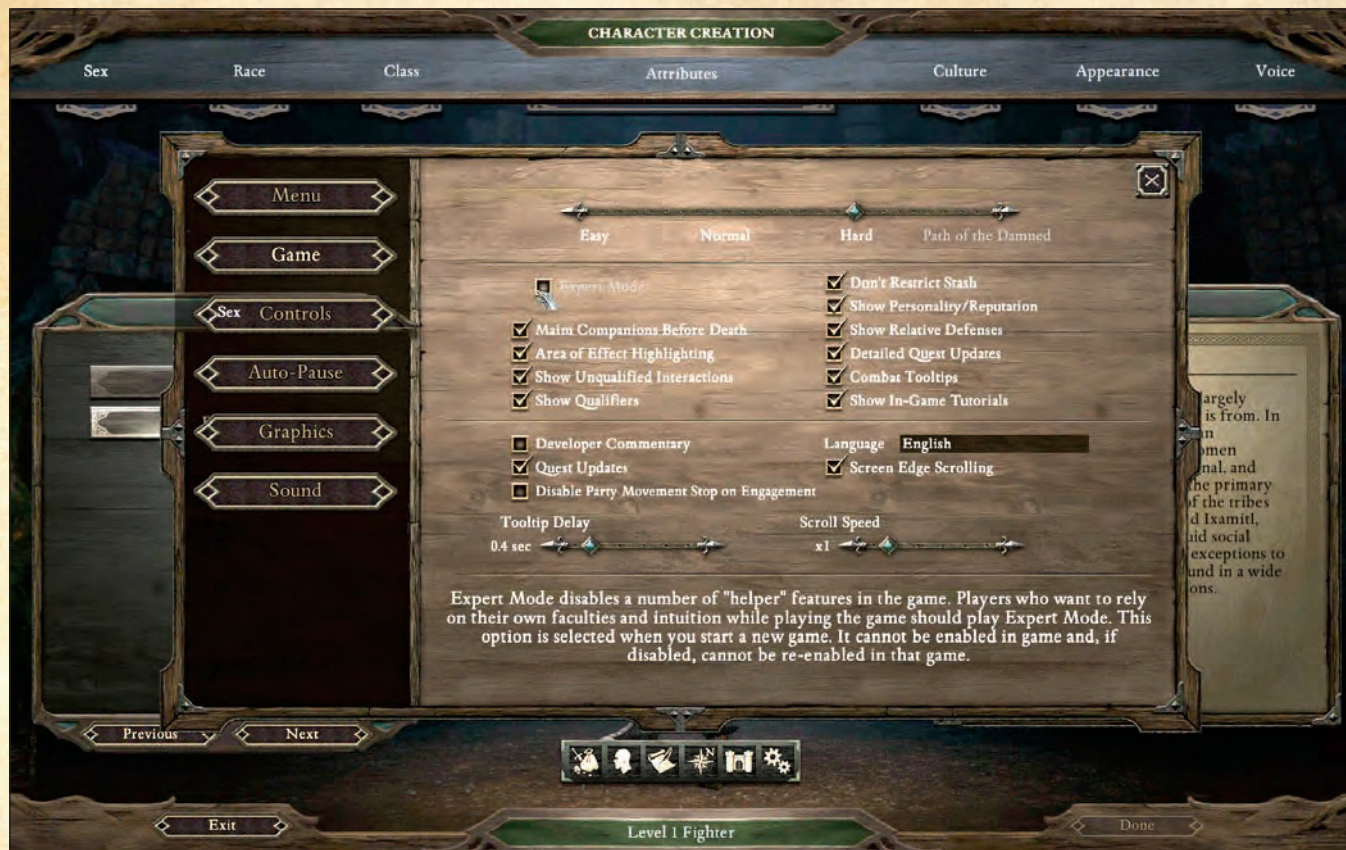 CHARACTER CREATION
Sex Race Class Attributes Culture Appearance Voice
Menu
Game
Sex Controls
Auto-Pause
Graphics
Sound
Easy Normal Hard Path of the Damned
Expert Mode
Maim Companions Before Death
Area of Effect Highlighting
Show Unqualified Interactions
Show Qualifiers
Don't Restrict Stash
Show Personality/Reputation
Show Relative Defenses
Detailed Quest Updates
Combat Tooltips
Show In-Game Tutorials
Developer Commentary
Quest Updates
Disable Party Movement Stop on Engagement
Language English
Screen Edge Scrolling
Tooltip Delay
0.4 sec
Scroll Speed
x1
Expert Mode disables a number of "helper" features in the game. Players who want to rely
on their own faculties and intuition while playing the game should play Expert Mode. This
option is selected when you start a new game. It cannot be enabled in game and, if
disabled, cannot be re-enabled in that game.
largely
is from. In
and
the primary
of the tribes
Ixamitl,
social
exceptions to
in a wide
Previous Next
N
Exit
Level 1 Fighter
Done